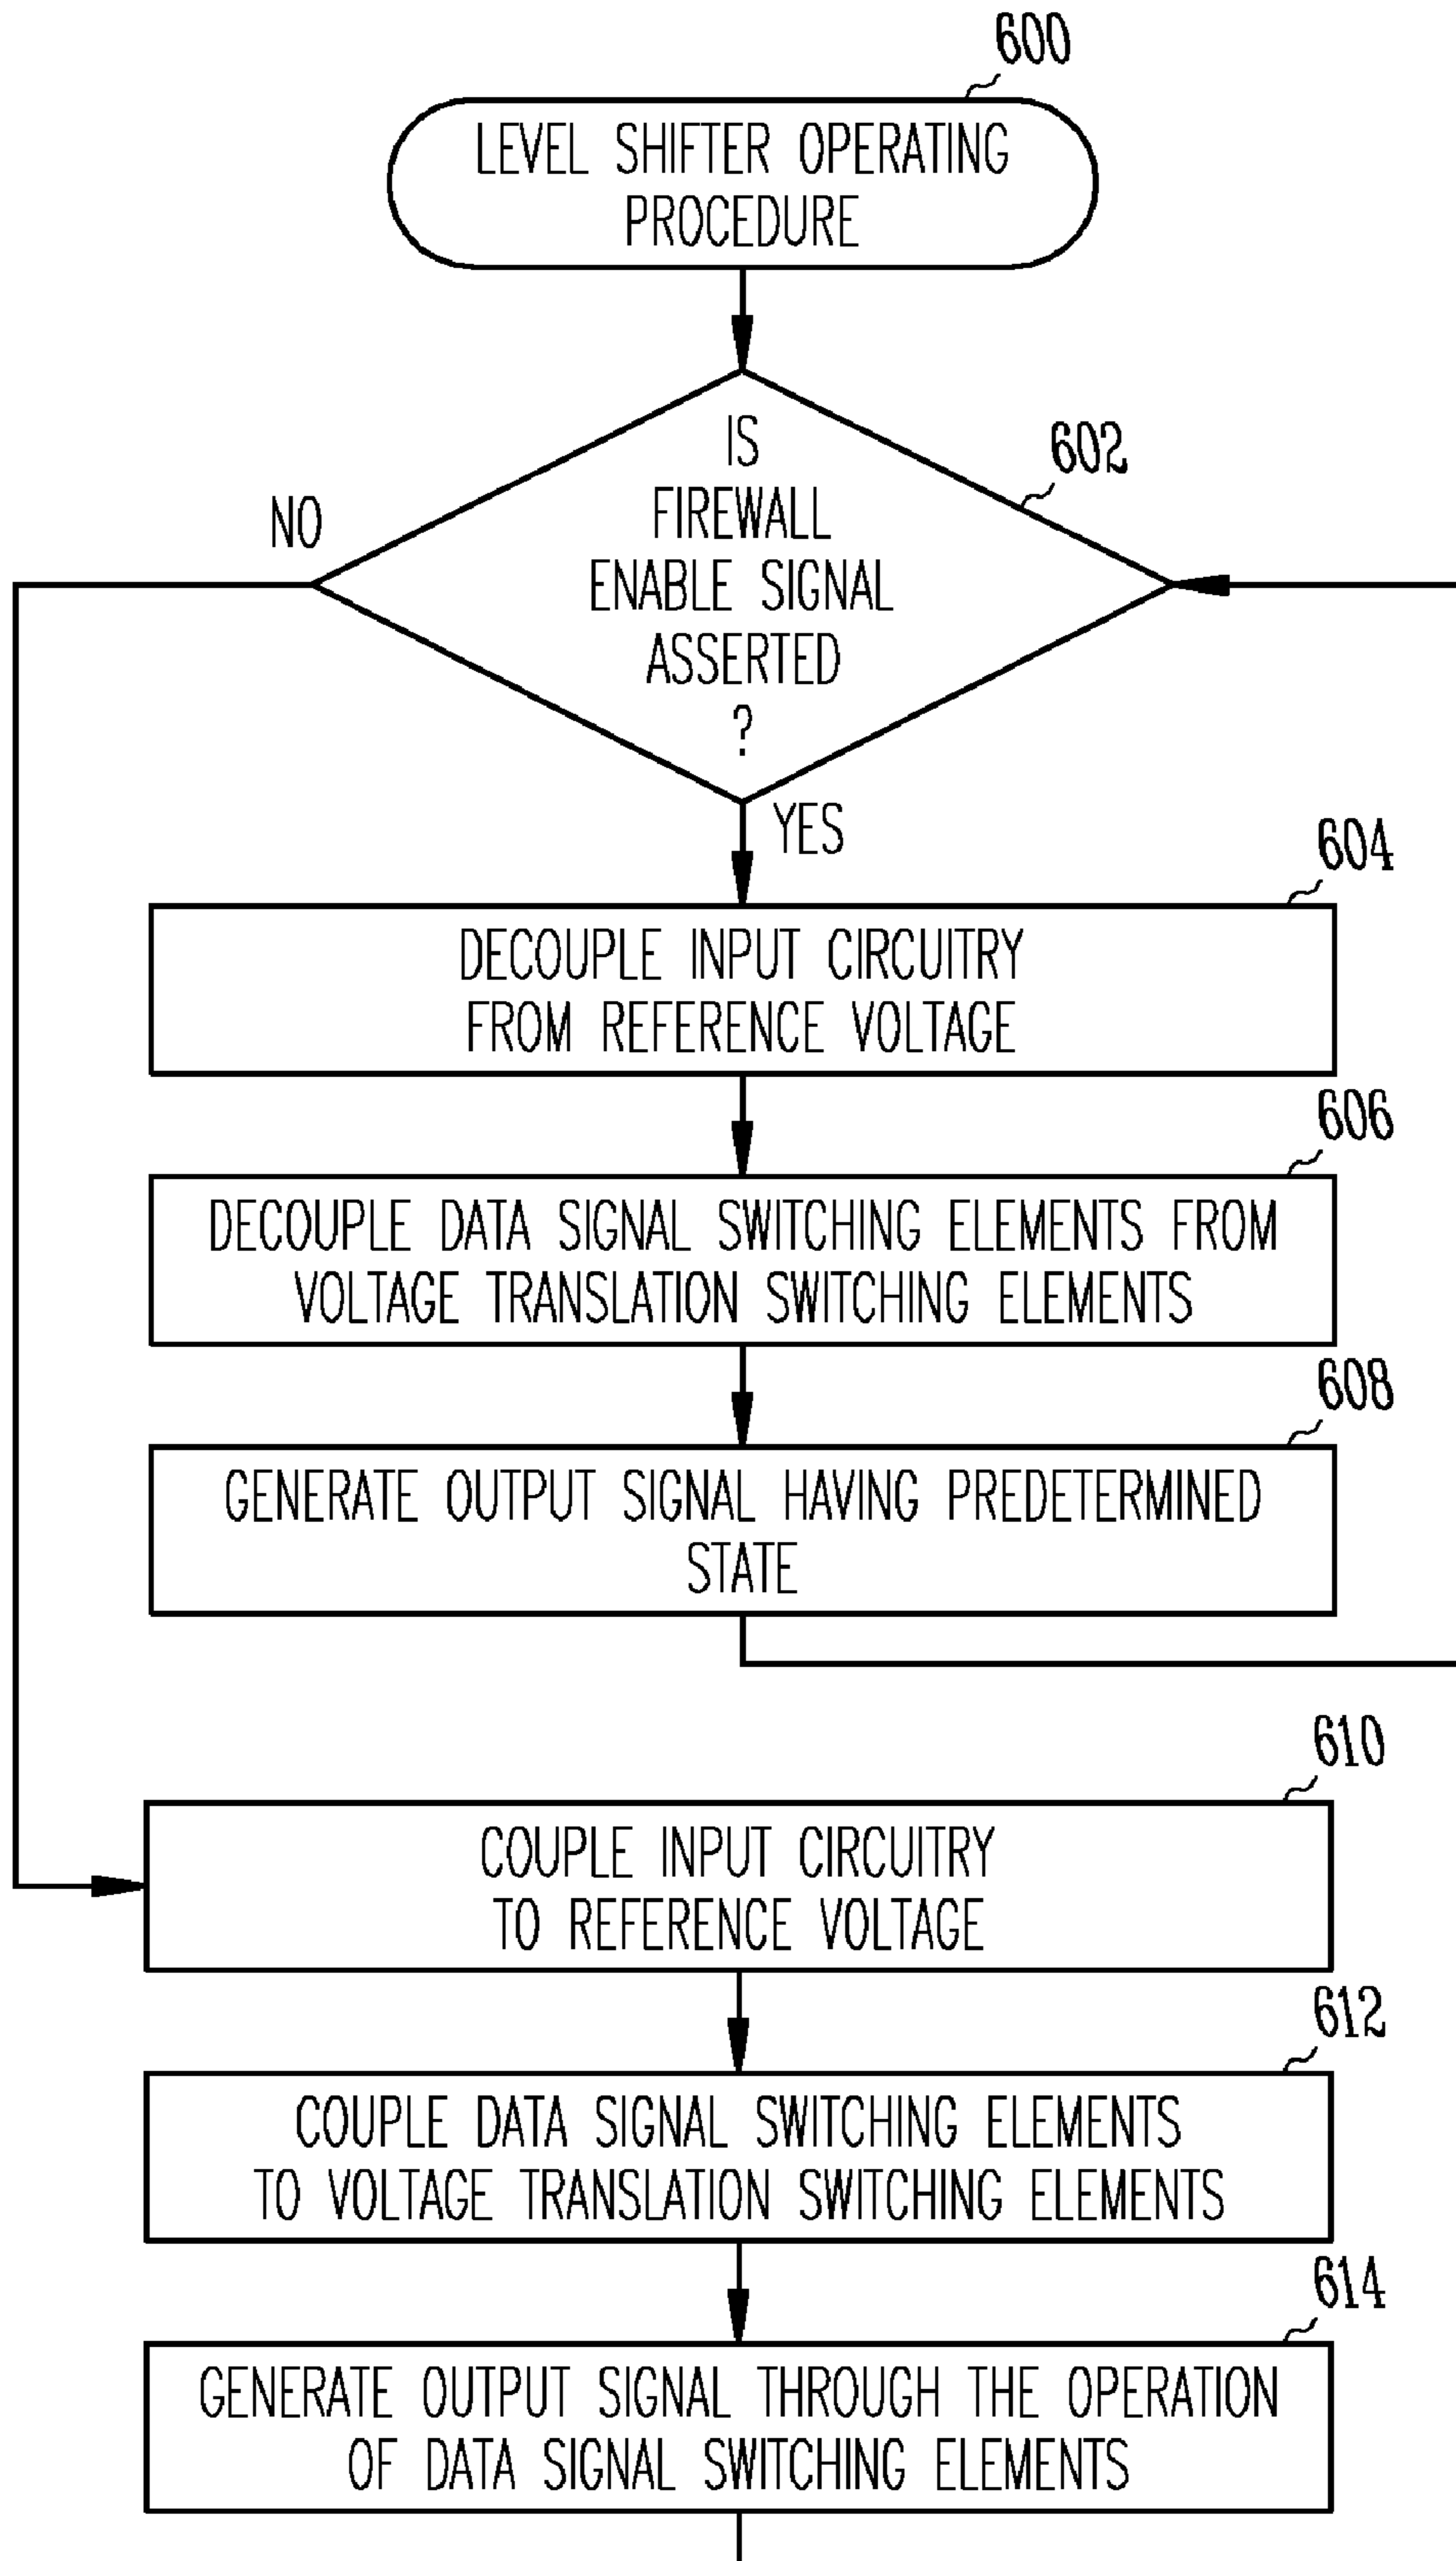 600
LEVEL SHIFTER OPERATING
PROCEDURE
602
IS
FIREWALL
ENABLE SIGNAL
ASSERTED
?
NO
YES
604
DECOUPLE INPUT CIRCUITRY
FROM REFERENCE VOLTAGE
606
DECOUPLE DATA SIGNAL SWITCHING ELEMENTS FROM
VOLTAGE TRANSLATION SWITCHING ELEMENTS
608
GENERATE OUTPUT SIGNAL HAVING PREDETERMINED
STATE
610
COUPLE INPUT CIRCUITRY
TO REFERENCE VOLTAGE
612
COUPLE DATA SIGNAL SWITCHING ELEMENTS
TO VOLTAGE TRANSLATION SWITCHING ELEMENTS
614
GENERATE OUTPUT SIGNAL THROUGH THE OPERATION
OF DATA SIGNAL SWITCHING ELEMENTS